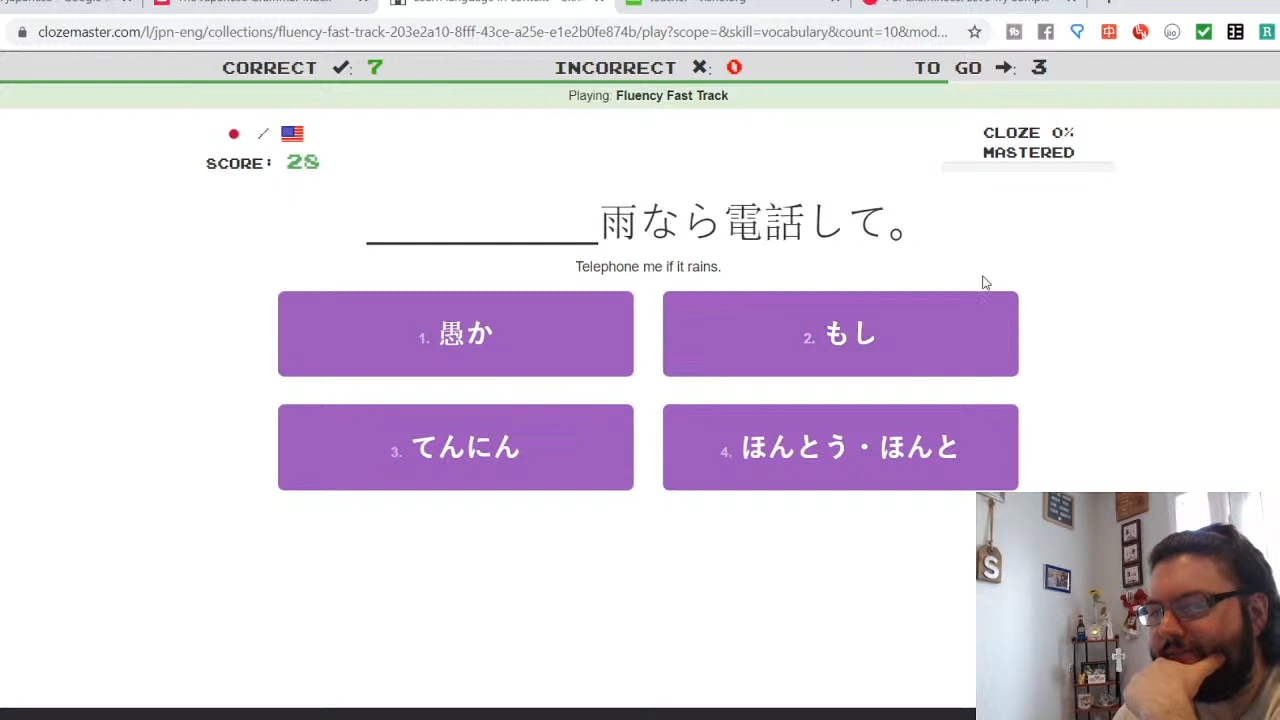 clozemaster.com/l/jpn-eng/collections/fluency-fast-track-20912a10-8fff-43ce-a255-e1e2b0fe874b/play?scope=&skill=vocabulary&count=10&mod...
CORRECT ✔: 7
INCORRECT ✖: 0
TO GO ➔: 3
Playing: Fluency Fast Track
SCORE: 28
CLOZE 0%
MASTERED
雨なら電話して。
Telephone me if it rains.
1. 愚か
2. もし
3. てんにん
4. ほんとう・ほんと
S